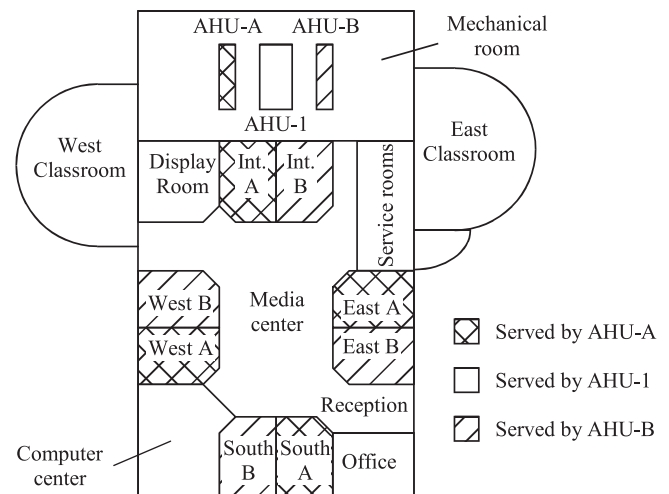 AHU-A
AHU-B
Mechanical
room
AHU-1
West
Classroom
East
Classroom
Display
Room
Int.
A
Int.
B
Service rooms
West B
Media
center
East A
West A
East B
Served by AHU-A
Served by AHU-1
Served by AHU-B
Reception
Computer
center
South
B
South
A
Office